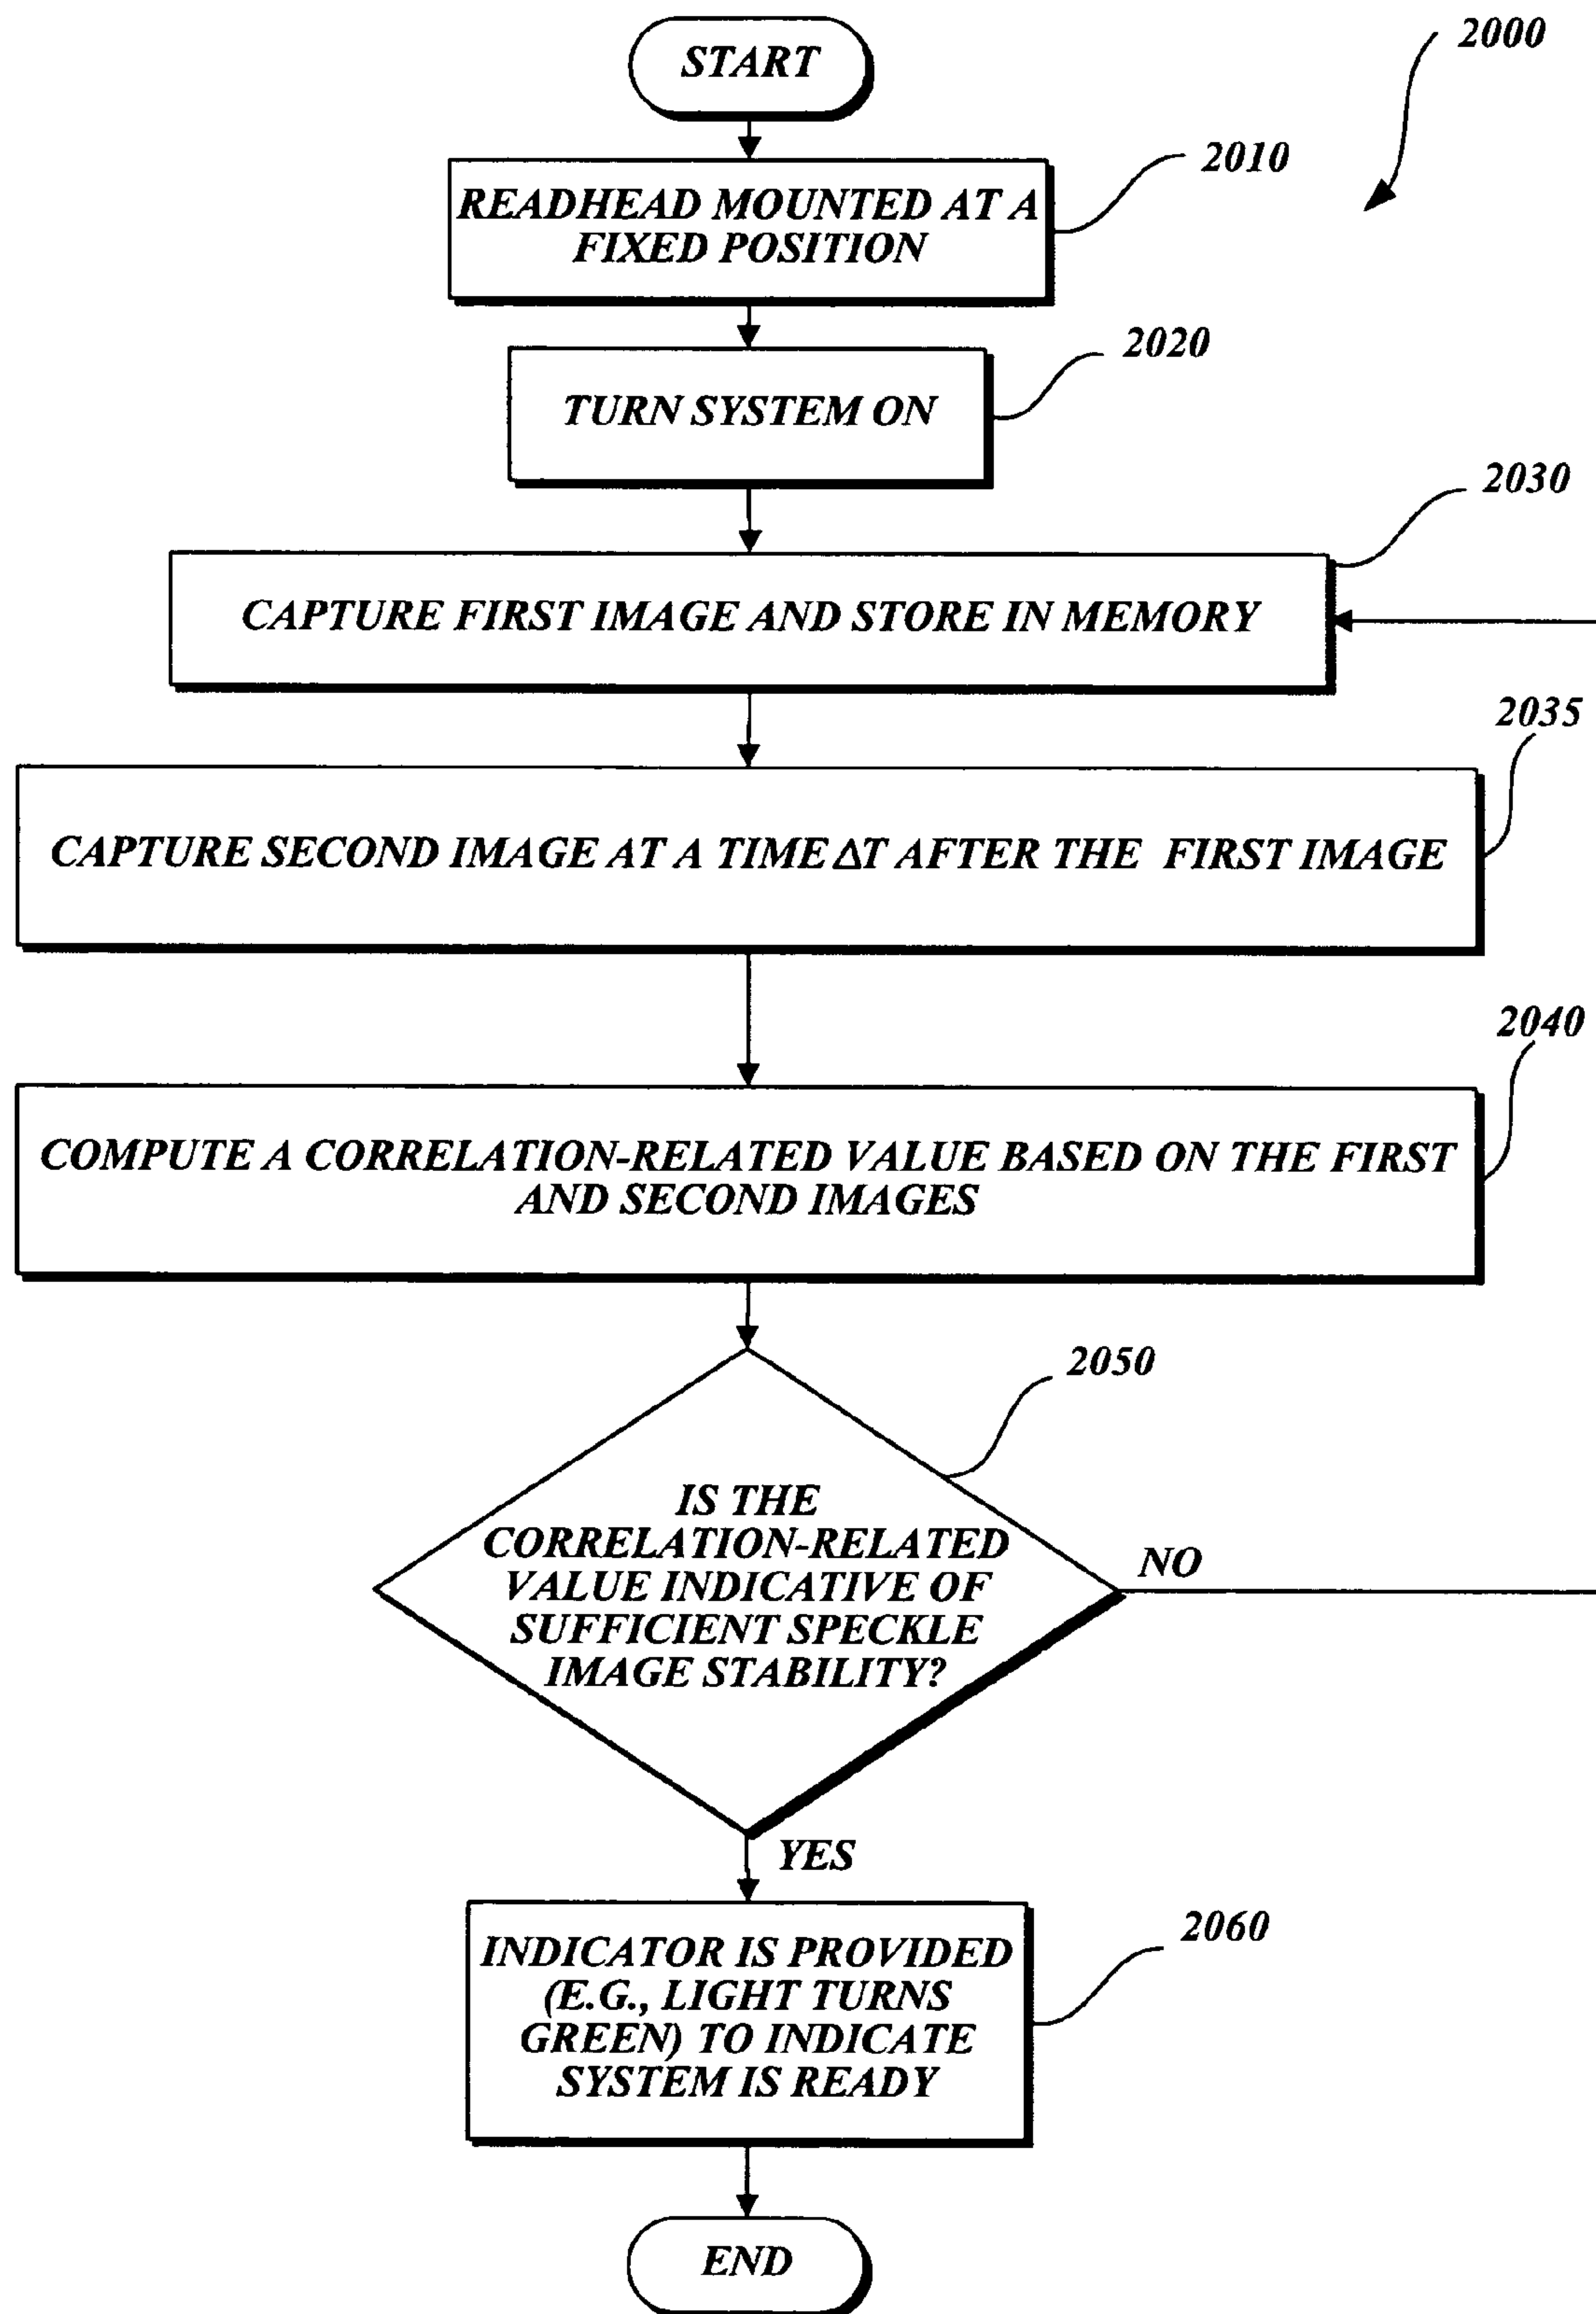 START
2000
2010
READHEAD MOUNTED AT A
FIXED POSITION
2020
TURN SYSTEM ON
2030
CAPTURE FIRST IMAGE AND STORE IN MEMORY
2035
CAPTURE SECOND IMAGE AT A TIME ΔT AFTER THE FIRST IMAGE
2040
COMPUTE A CORRELATION-RELATED VALUE BASED ON THE FIRST
AND SECOND IMAGES
2050
IS THE
CORRELATION-RELATED
VALUE INDICATIVE OF
SUFFICIENT SPECKLE
IMAGE STABILITY?
NO
YES
2060
INDICATOR IS PROVIDED
(E.G., LIGHT TURNS
GREEN) TO INDICATE
SYSTEM IS READY
END